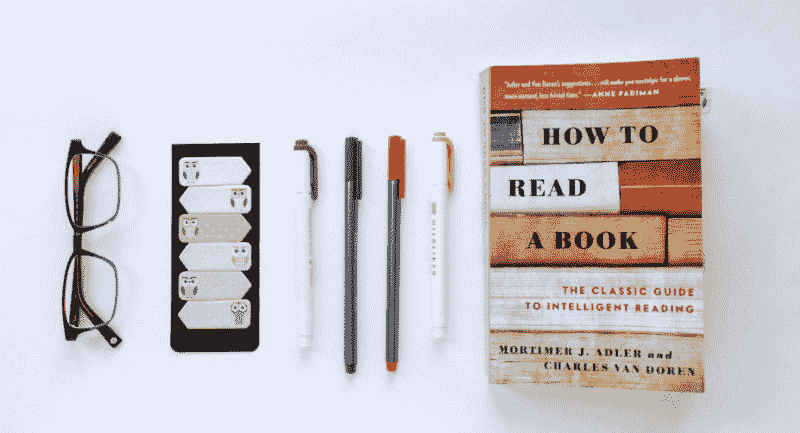 "Adler and Van Doren's suggestions... will make you nostalgic for a slower,
more earnest, less trivial time." —ANNE FADIMAN
HOW TO
READ
A BOOK
THE CLASSIC GUIDE
TO INTELLIGENT READING
MORTIMER J. ADLER and
CHARLES VAN DOREN